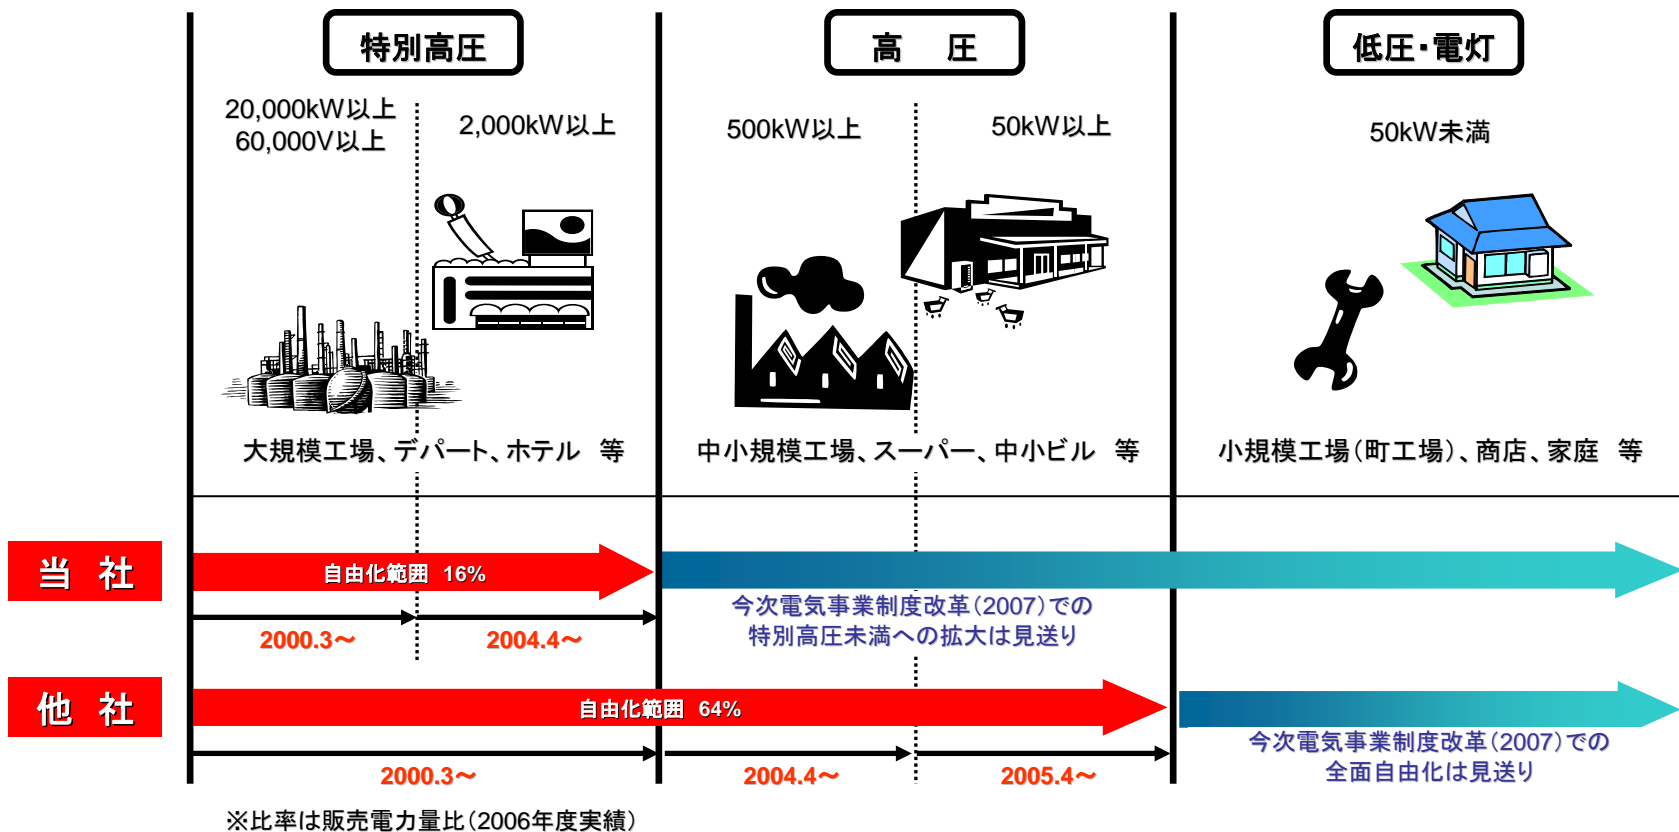 特別高圧
高　圧
低圧・電灯
20,000kW以上
60,000V以上
2,000kW以上
500kW以上
50kW以上
50kW未満
大規模工場、デパート、ホテル　等
中小規模工場、スーパー、中小ビル　等
小規模工場（町工場）、商店、家庭　等
当　社
自由化範囲 16%
2000.3～
2004.4～
今次電気事業制度改革（2007）での
特別高圧未満への拡大は見送り
他　社
自由化範囲 64%
2000.3～
2004.4～
2005.4～
今次電気事業制度改革（2007）での
全面自由化は見送り
※比率は販売電力量比（2006年度実績）